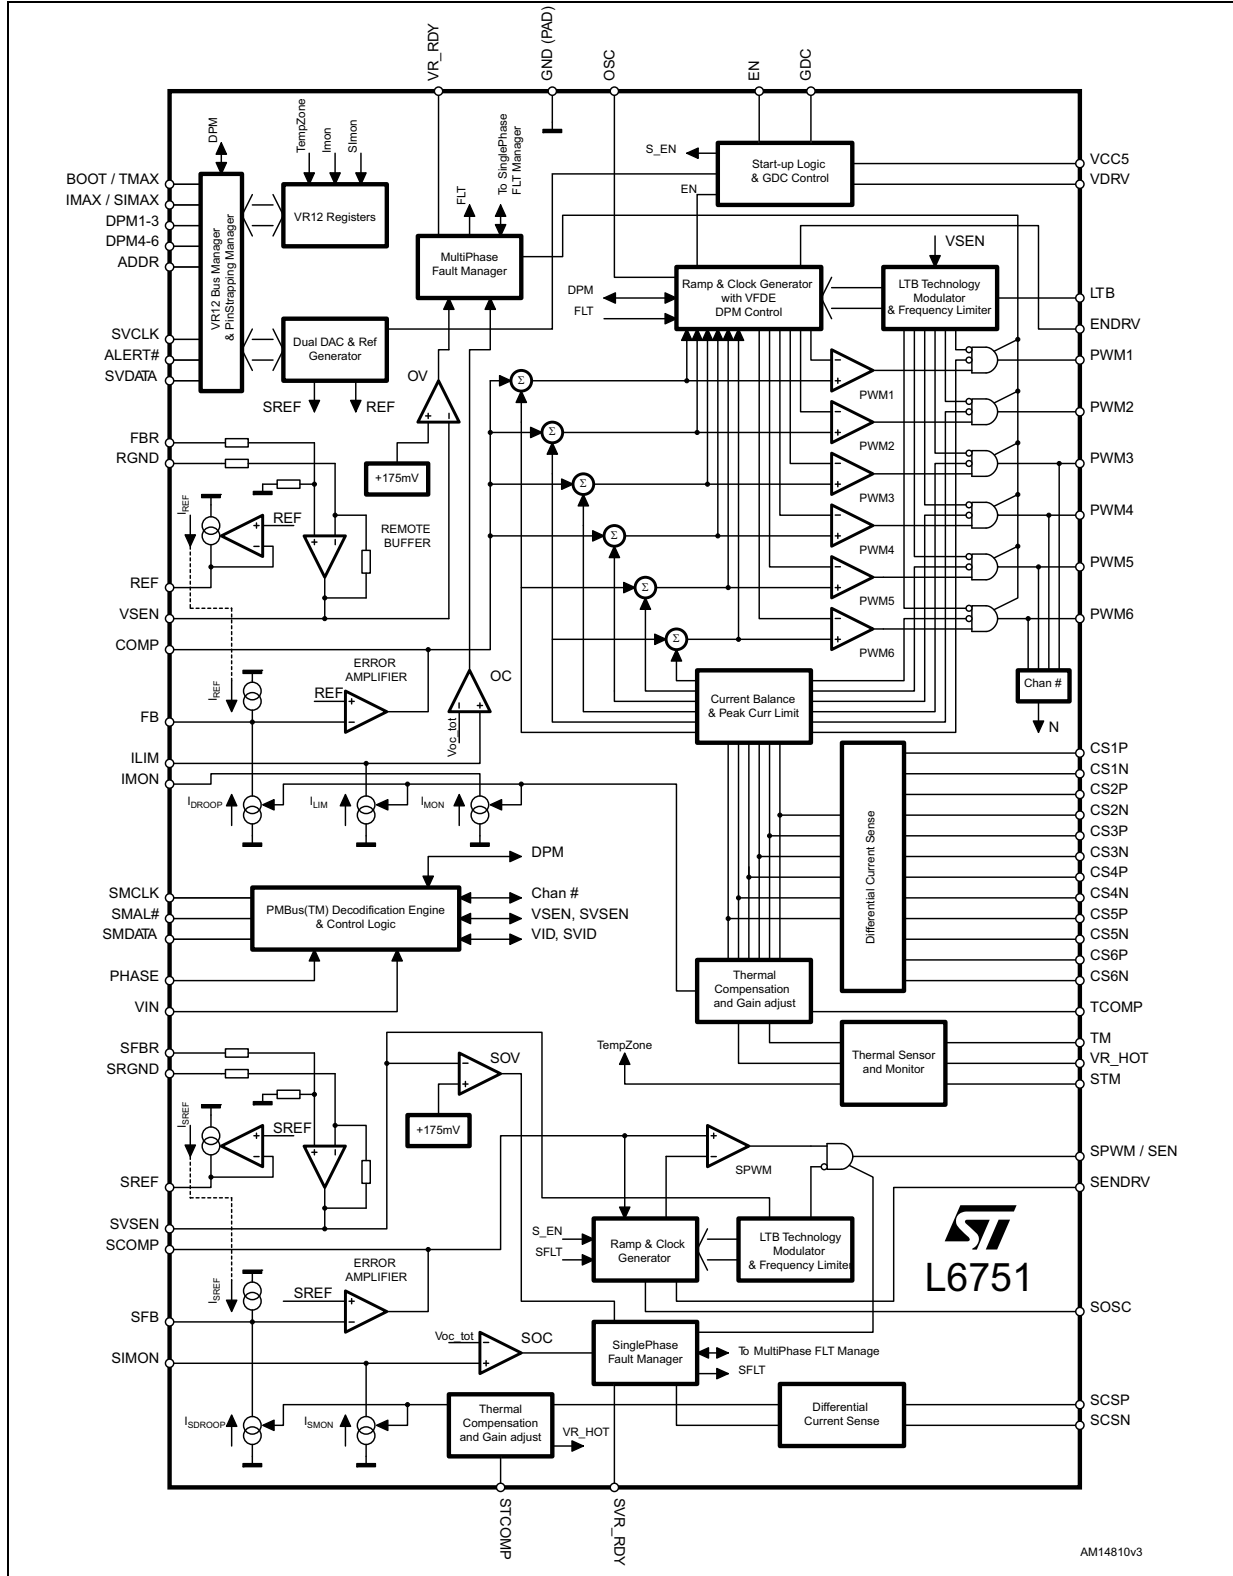 VR_RDY
GND (PAD)
OSC
EN
GDC
DPM
TempZone
Imon
SImon
To SinglePhase
FLT Manager
FLT
S_EN
EN
Start-up Logic
& GDC Control
VCC5
VDRV
BOOT / TMAX
IMAX / SIMAX
DPM1-3
DPM4-6
ADDR
VR12 Bus Manager
& PinStrapping Manager
VR12 Registers
MultiPhase
Fault Manager
VSEN
DPM
FLT
Ramp & Clock Generator
with VFDE
DPM Control
LTB Technology
Modulator
& Frequency Limiter
LTB
ENDRV
SVCLK
ALERT#
SVDATA
Dual DAC & Ref
Generator
SREF
REF
OV
+
−
+175mV
Σ
Σ
Σ
Σ
Σ
Σ
−
+
PWM1
−
+
PWM2
−
+
PWM3
−
+
PWM4
−
+
PWM5
−
+
PWM6
PWM1
PWM2
PWM3
PWM4
PWM5
PWM6
Chan #
N
FBR
RGND
IREF
REF
+
−
+
−
REMOTE
BUFFER
REF
VSEN
COMP
ERROR
AMPLIFIER
IREF
REF
+
−
OC
−
+
Voc_tot
FB
ILIM
IMON
Current Balance
& Peak Curr Limit
IDROOP
ILIM
IMON
Differential Current Sense
CS1P
CS1N
CS2P
CS2N
CS3P
CS3N
CS4P
CS4N
CS5P
CS5N
CS6P
CS6N
DPM
SMCLK
SMAL#
SMDATA
PMBus(TM) Decodification Engine
& Control Logic
Chan #
VSEN, SVSEN
VID, SVID
PHASE
VIN
Thermal
Compensation
and Gain adjust
TCOMP
TempZone
Thermal Sensor
and Monitor
TM
VR_HOT
STM
SFBR
SRGND
ISREF
SREF
+
−
+
−
SOV
−
+
+175mV
+
−
SPWM
SPWM / SEN
SENDRV
SREF
SVSEN
SCOMP
S_EN
SFLT
Ramp & Clock
Generator
LTB Technology
Modulator
& Frequency Limiter
L6751
ERROR
AMPLIFIER
ISREF
SREF
+
−
SOSC
SFB
SIMON
Voc_tot
−
+
SOC
SinglePhase
Fault Manager
To MultiPhase FLT Manage
SFLT
ISDROOP
ISMON
Thermal
Compensation
and Gain adjust
VR_HOT
Differential
Current Sense
SCSP
SCSN
STCOMP
SVR_RDY
AM14810v3